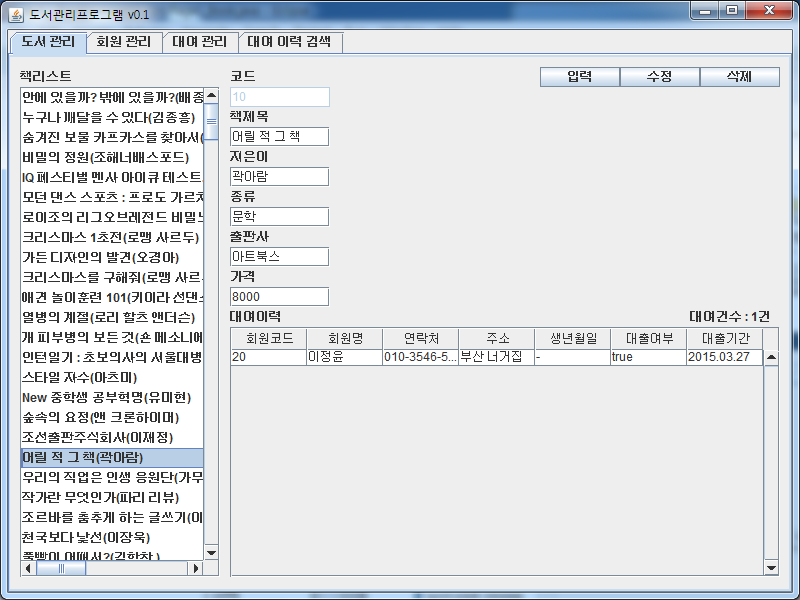 도서관리프로그램 v0.1
도서 관리
회원 관리
대여 관리
대여 이력 검색
책리스트
안에 있을까? 밖에 있을까?(배종
누구나 깨달을 수 있다(김종흥)
숨겨진 보물 카프카스를 찾아서(
비밀의 정원(조해너배스포드)
IQ 페스티벌 멘사 아이큐 테스트
모던 댄스 스포츠 : 프로도 가르쳐
로이조의 리그오브레전드 비밀노
크리스마스 1초전(로맹 사르두)
가든 디자인의 발견(오경아)
크리스마스를 구해줘(로맹 사르
애견 놀이훈련 101(키이라 선댄스
열병의 계절(로리 할츠 앤더슨)
개 피부병의 모든 것(숀 메소니에
인턴일기 : 초보의사의 서울대병
스타일 자수(아츠미)
New 중학생 공부혁명(유미현)
숲속의 요정(앤 크론하이머)
조선출판주식회사(이재정)
어릴 적 그 책(곽아람)
우리의 직업은 인생 응원단(가무
작가란 무엇인가(파리 리뷰)
조르바를 춤추게 하는 글쓰기(이
천국보다 낯선(이장욱)
코드
10
책제목
어릴 적 그 책
지은이
곽아람
종류
문학
출판사
아트북스
가격
8000
입력
수정
삭제
대여이력
대여건수 : 1건
회원코드 회원명 연락처 주소 생년월일 대출여부 대출기간
20 이정윤 010-3546-5... 부산 너거집 - true 2015.03.27